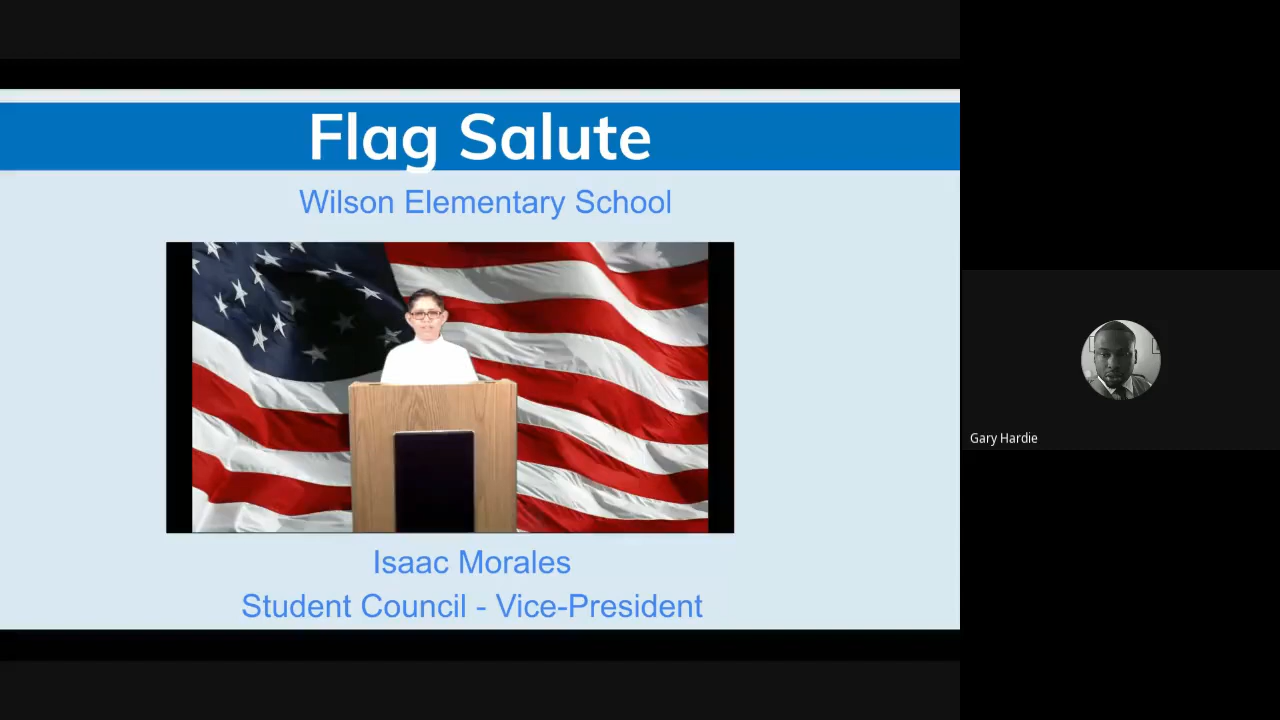 Flag Salute
Wilson Elementary School
Isaac Morales
Student Council - Vice-President
Gary Hardie